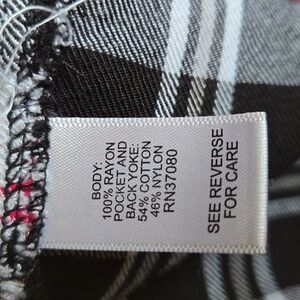 BODY:
100% RAYON
POCKET AND
BACK YOKE:
54% COTTON
46% NYLON
RN37080
SEE REVERSE
FOR CARE